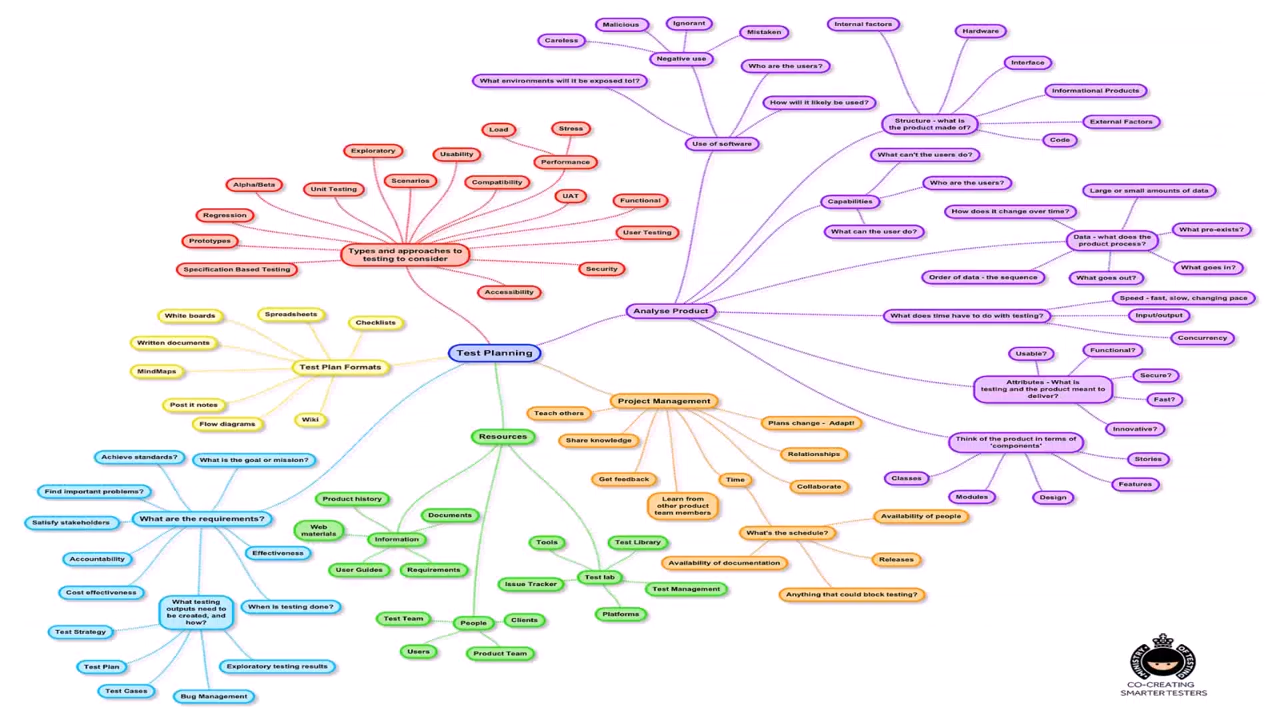 Malicious
Ignorant
Careless
Mistaken
Negative use
What environments will it be exposed to!?
Who are the users?
How will it likely be used?
Use of software
Internal factors
Hardware
Interface
Informational Products
Structure - what is
the product made of?
External Factors
Code
What can't the users do?
Who are the users?
Capabilities
What can the user do?
Large or small amounts of data
How does it change over time?
Data - what does the
product process?
What pre-exists?
What goes in?
Order of data - the sequence
What goes out?
Analyse Product
What does time have to do with testing?
Speed - fast, slow, changing pace
Input/output
Concurrency
Usable?
Functional?
Attributes - What is
testing and the product meant to
deliver?
Secure?
Fast?
Innovative?
Think of the product in terms of
'components'
Classes
Modules
Design
Stories
Features
Load
Stress
Exploratory
Usability
Performance
Alpha/Beta
Unit Testing
Scenarios
Compatibility
UAT
Functional
Regression
Prototypes
User Testing
Types and approaches to
testing to consider
Specification Based Testing
Security
Accessibility
Test Planning
White boards
Spreadsheets
Checklists
Written documents
MindMaps
Test Plan Formats
Post it notes
Flow diagrams
Wiki
Project Management
Teach others
Share knowledge
Plans change - Adapt!
Relationships
Get feedback
Learn from
other product
team members
Time
Collaborate
What's the schedule?
Availability of people
Releases
Availability of documentation
Anything that could block testing?
Resources
Product history
Web
materials
Documents
Information
User Guides
Requirements
Tools
Test Library
Issue Tracker
Test lab
Test Management
Platforms
Test Team
People
Clients
Users
Product Team
Achieve standards?
What is the goal or mission?
Find important problems?
Satisfy stakeholders
What are the requirements?
Accountability
Effectiveness
Cost effectiveness
When is testing done?
What testing
outputs need to
be created, and
how?
Test Strategy
Test Plan
Test Cases
Bug Management
Exploratory testing results
MINISTRY OF TESTING
CO-CREATING
SMARTER TESTERS